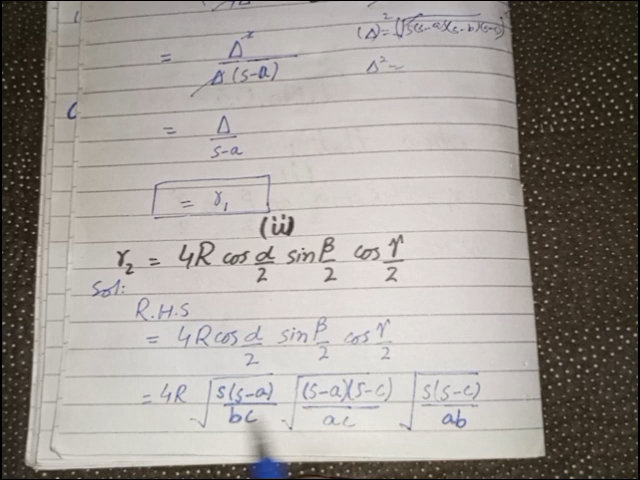 (Δ)² = (√s(s-a)(s-b)(s-c))²
= Δ² / Δ(s-a)
Δ² =
= Δ / s-a
= r₁
(ii)
r₂ = 4R cos α/2 sin β/2 cos γ/2
Sol:
R.H.S
= 4R cos α/2 sin β/2 cos γ/2
= 4R √(s(s-a)/bc) √((s-a)(s-c)/ac) √(s(s-c)/ab)